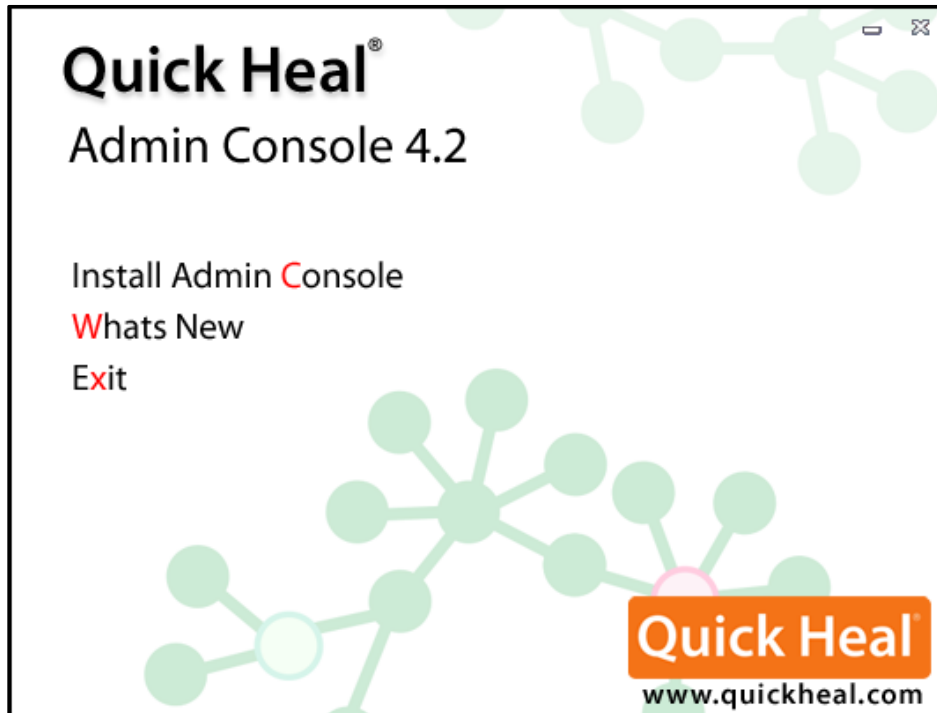 Quick Heal®
Admin Console 4.2
Install Admin Console
Whats New
Exit
Quick Heal®
www.quickheal.com